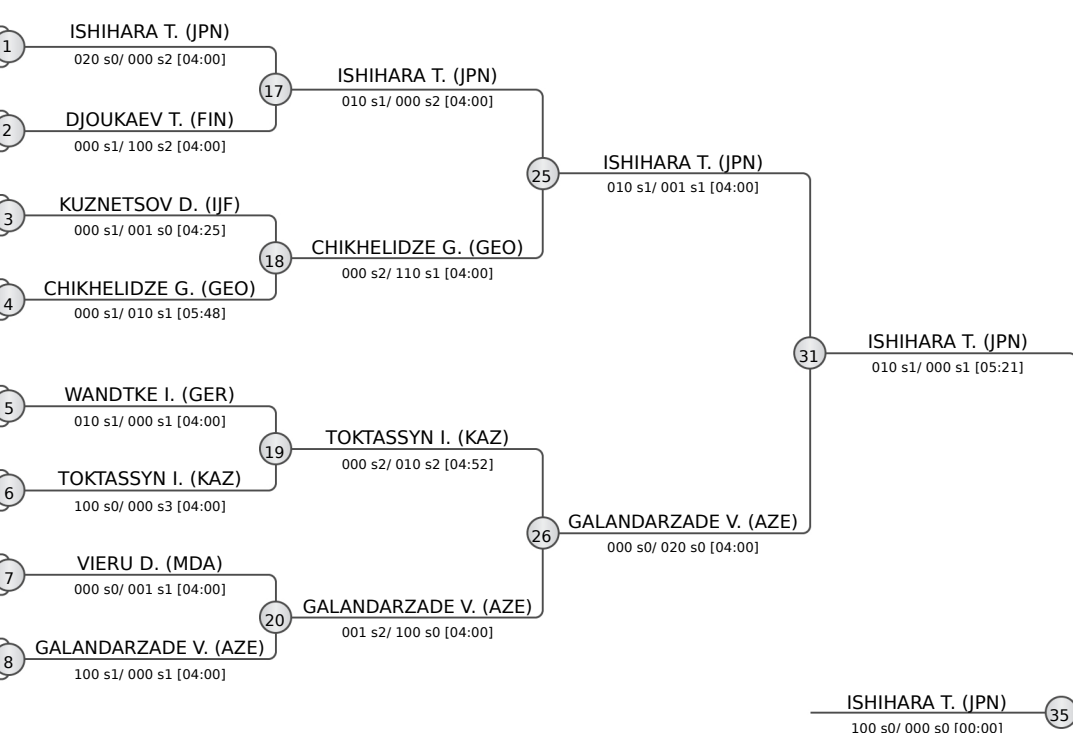 ISHIHARA T. (JPN)
1
020 s0/ 000 s2 [04:00]
ISHIHARA T. (JPN)
17
010 s1/ 000 s2 [04:00]
DJOUKAEV T. (FIN)
2
000 s1/ 100 s2 [04:00]
ISHIHARA T. (JPN)
25
010 s1/ 001 s1 [04:00]
KUZNETSOV D. (IJF)
3
000 s1/ 001 s0 [04:25]
CHIKHELIDZE G. (GEO)
18
000 s2/ 110 s1 [04:00]
CHIKHELIDZE G. (GEO)
4
000 s1/ 010 s1 [05:48]
ISHIHARA T. (JPN)
31
010 s1/ 000 s1 [05:21]
WANDTKE I. (GER)
5
010 s1/ 000 s1 [04:00]
TOKTASSYN I. (KAZ)
19
000 s2/ 010 s2 [04:52]
TOKTASSYN I. (KAZ)
6
100 s0/ 000 s3 [04:00]
GALANDARZADE V. (AZE)
26
000 s0/ 020 s0 [04:00]
VIERU D. (MDA)
7
000 s0/ 001 s1 [04:00]
GALANDARZADE V. (AZE)
20
001 s2/ 100 s0 [04:00]
GALANDARZADE V. (AZE)
8
100 s1/ 000 s1 [04:00]
ISHIHARA T. (JPN)
35
100 s0/ 000 s0 [00:00]